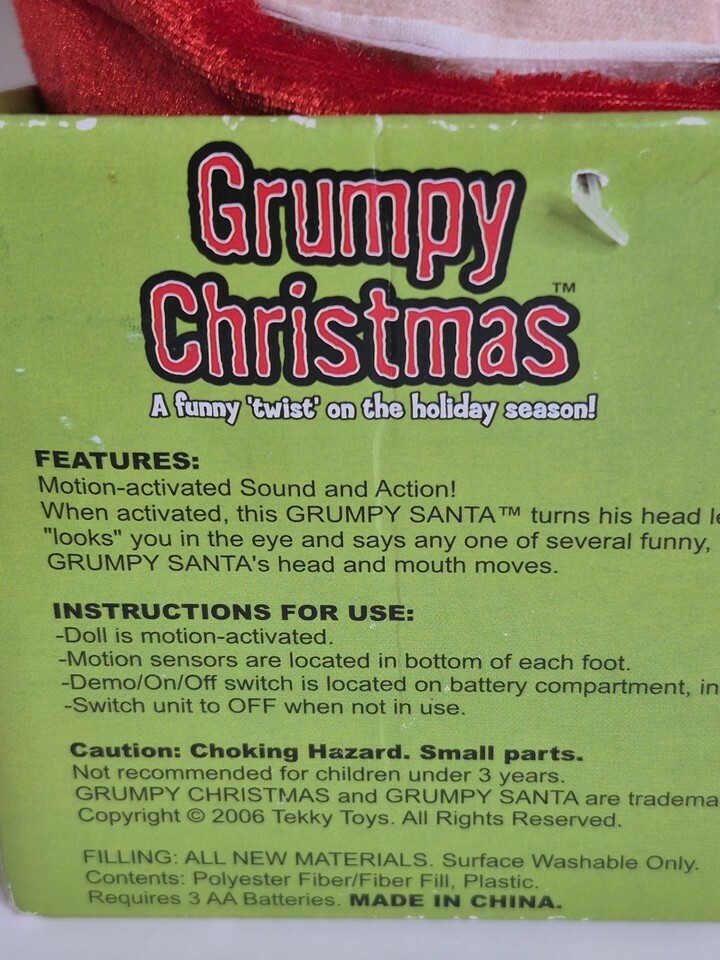 Grumpy
Christmas™
A funny 'twist' on the holiday season!
FEATURES:
Motion-activated Sound and Action!
When activated, this GRUMPY SANTA™ turns his head
"looks" you in the eye and says any one of several funny,
GRUMPY SANTA's head and mouth moves.
INSTRUCTIONS FOR USE:
-Doll is motion-activated.
-Motion sensors are located in bottom of each foot.
-Demo/On/Off switch is located on battery compartment, in
-Switch unit to OFF when not in use.
Caution: Choking Hazard. Small parts.
Not recommended for children under 3 years.
GRUMPY CHRISTMAS and GRUMPY SANTA are
Copyright © 2006 Tekky Toys. All Rights Reserved.
FILLING: ALL NEW MATERIALS. Surface Washable Only.
Contents: Polyester Fiber/Fiber Fill, Plastic.
Requires 3 AA Batteries. MADE IN CHINA.